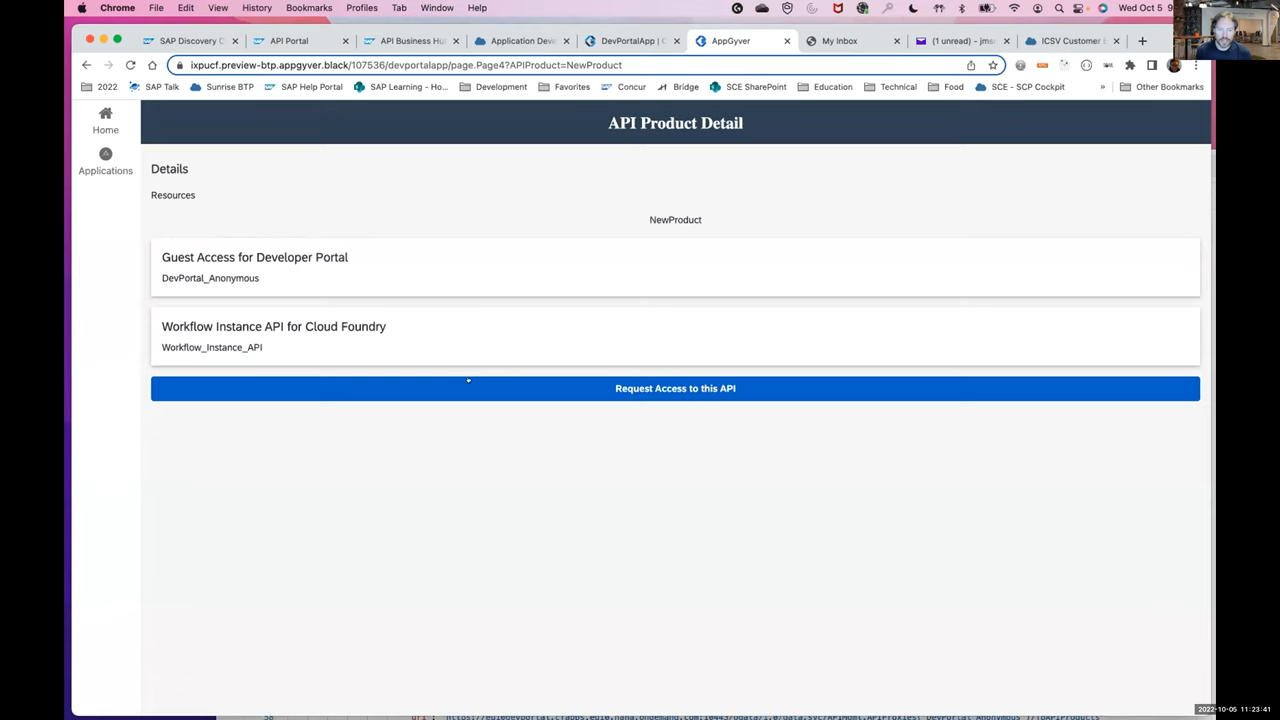 Chrome File Edit View History Bookmarks Profiles Tab Window Help
Wed Oct 5 9
SAP Discovery C
API Portal
API Business Hu
Application Deve
DevPortalApp | C
AppGyver
My Inbox
(1 unread) - jms
ICSV Customer E
ixpucf.preview-btp.appgyver.black/107536/devportalapp/page.Page4?APIProduct=NewProduct
2022 SAP Talk Sunrise BTP SAP Help Portal SAP Learning - Ho... Development Favorites Concur Bridge SCE SharePoint Education Technical Food SCE - SCP Cockpit » Other Bookmarks
Home
Applications
API Product Detail
Details
Resources
NewProduct
Guest Access for Developer Portal
DevPortal_Anonymous
Workflow Instance API for Cloud Foundry
Workflow_Instance_API
Request Access to this API
58
2022-10-05 11:23:41